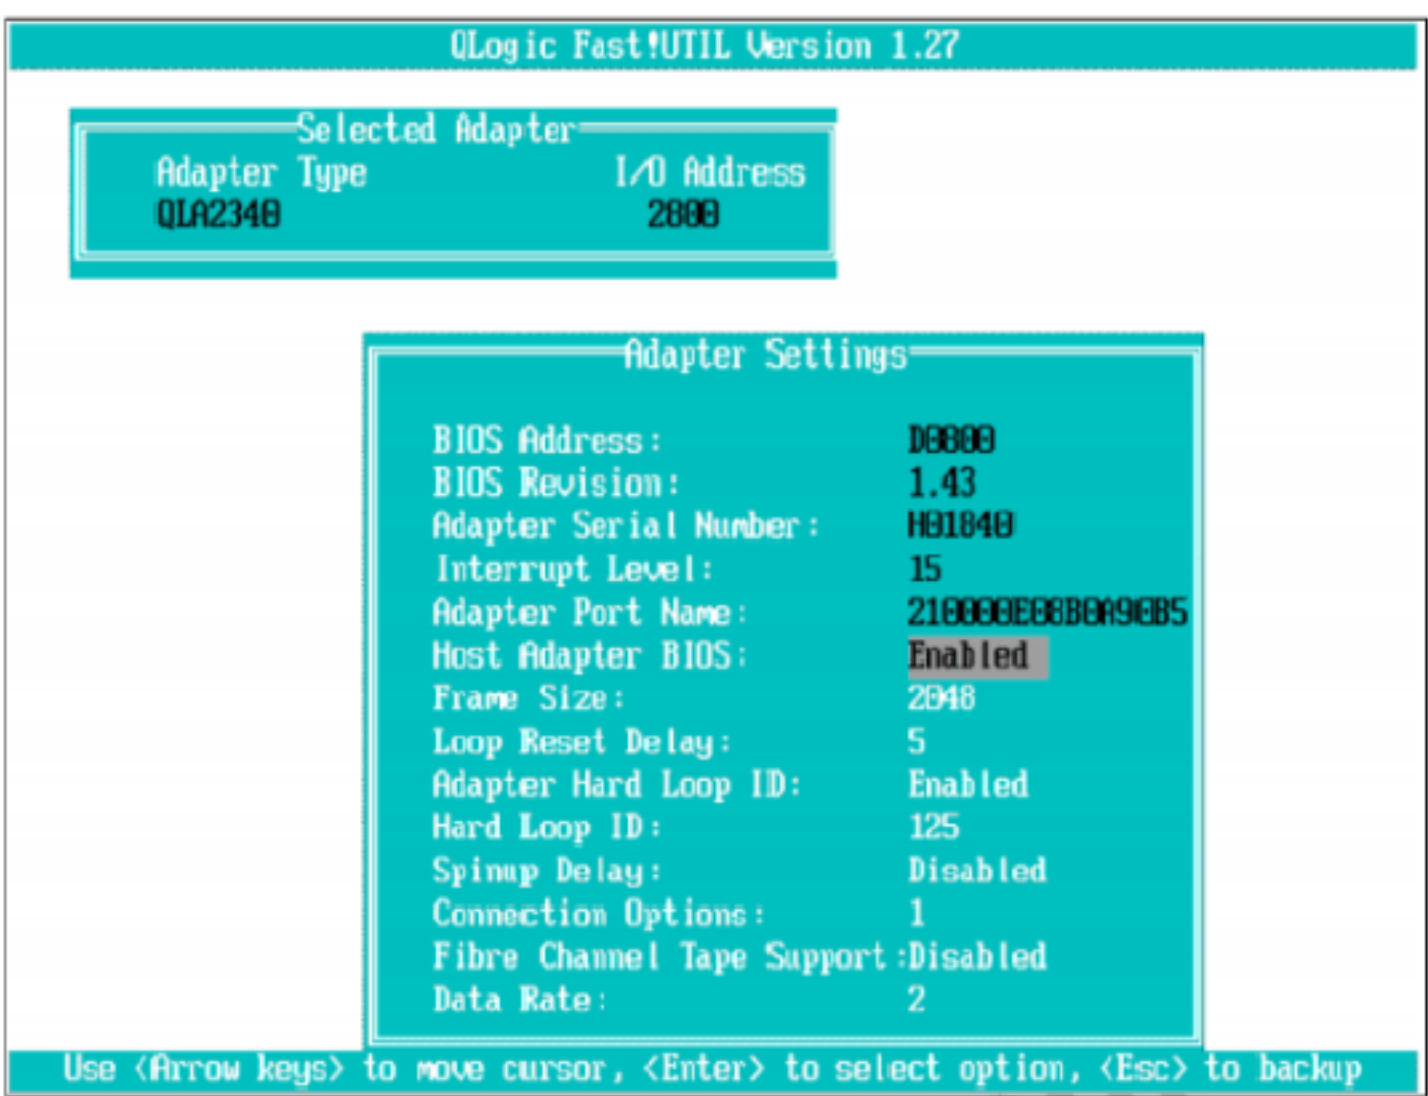 QLogic Fast!UTIL Version 1.27
Selected Adapter
Adapter Type I/O Address
QLA2340 2800
Adapter Settings
BIOS Address: D0800
BIOS Revision: 1.43
Adapter Serial Number: H01840
Interrupt Level: 15
Adapter Port Name: 210000E08B0A90B5
Host Adapter BIOS: Enabled
Frame Size: 2048
Loop Reset Delay: 5
Adapter Hard Loop ID: Enabled
Hard Loop ID: 125
Spinup Delay: Disabled
Connection Options: 1
Fibre Channel Tape Support:Disabled
Data Rate: 2
Use <Arrow keys> to move cursor, <Enter> to select option, <Esc> to backup